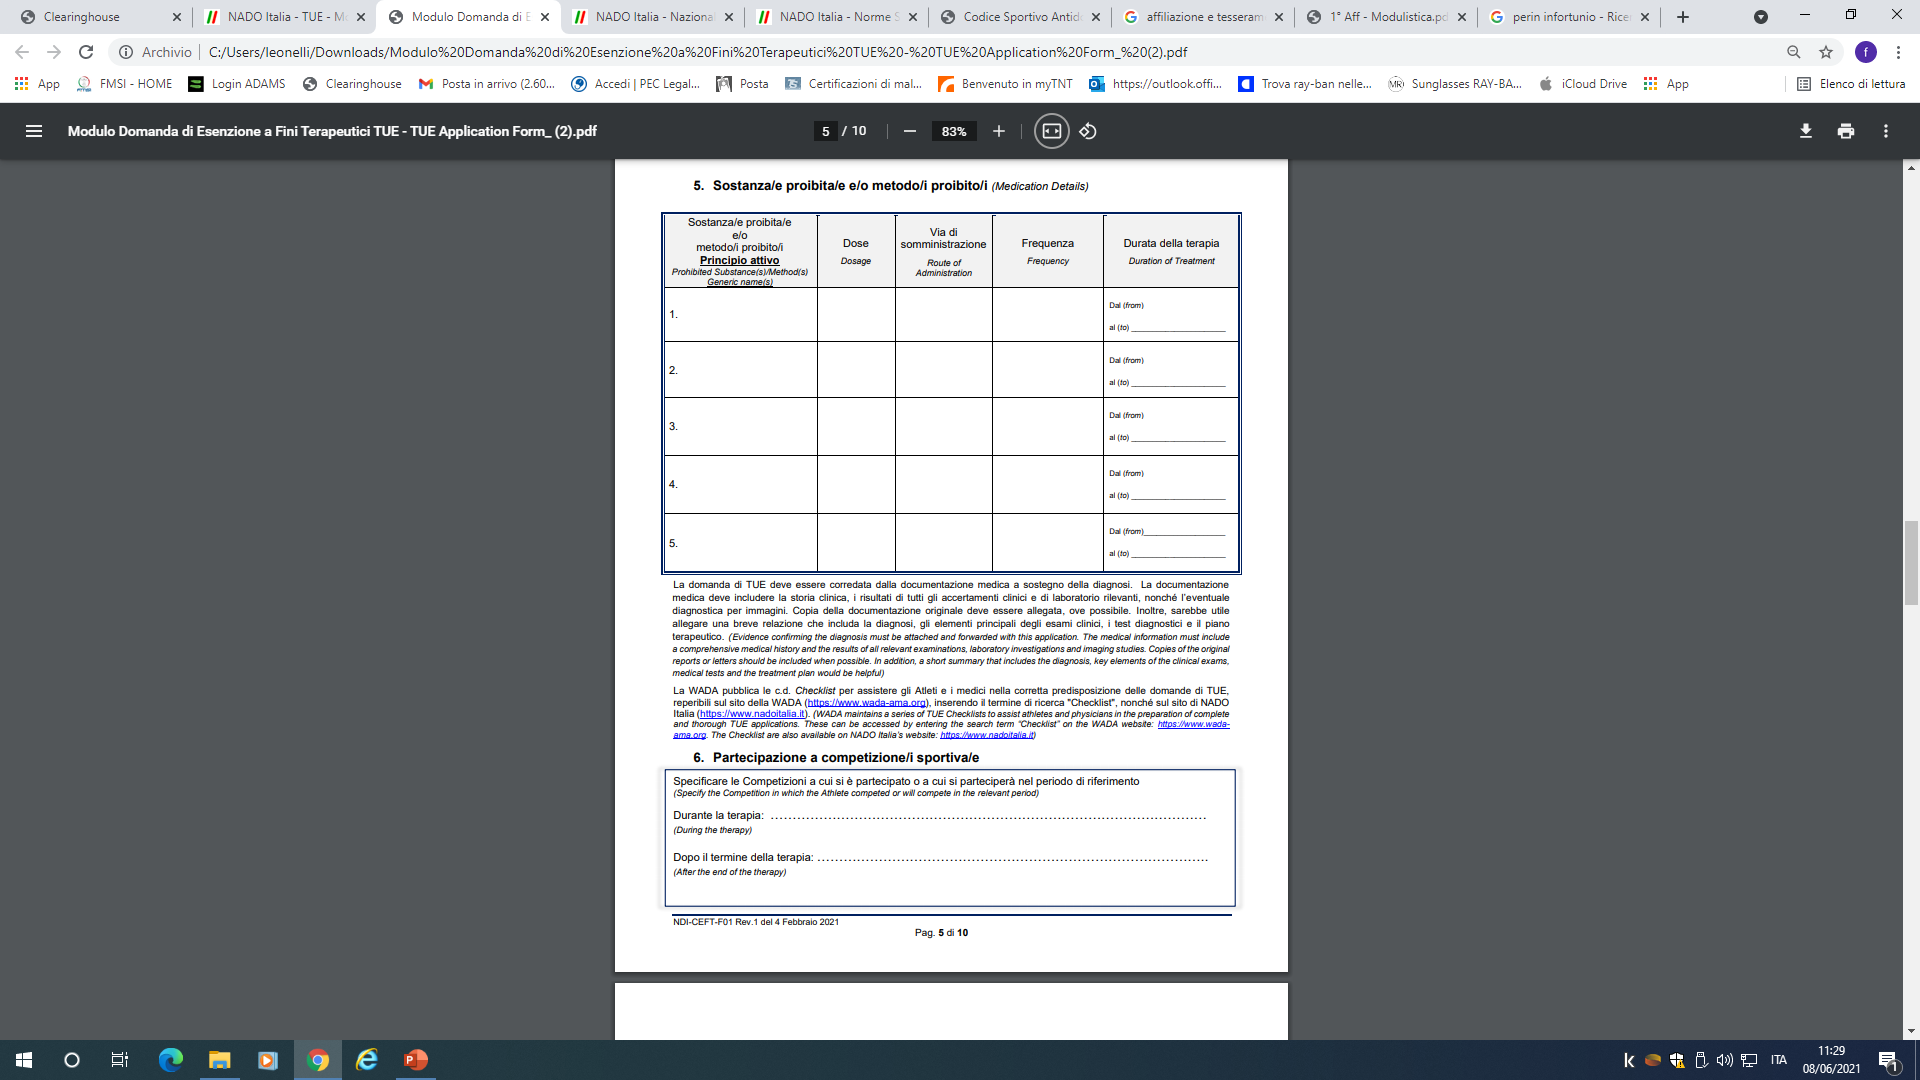 Clearinghouse
NADO Italia - TUE - Mo
Modulo Domanda di E
NADO Italia - Nazional
NADO Italia - Norme S
Codice Sportivo Antido
affiliazione e tesseram
1° Aff - Modulistica.pd
perin infortunio - Rice
Archivio
C:/Users/leonelli/Downloads/Modulo%20Domanda%20di%20Esenzione%20a%20Fini%20Terapeutici%20TUE%20-%20TUE%20Application%20Form_%20(2).pdf
f
App
FMSI - HOME
Login ADAMS
Clearinghouse
Posta in arrivo (2.60...
Accedi | PEC Legal...
Posta
Certificazioni di mal...
Benvenuto in myTNT
https://outlook.offi...
Trova ray-ban nelle...
Sunglasses RAY-BA...
iCloud Drive
App
Elenco di lettura
Modulo Domanda di Esenzione a Fini Terapeutici TUE - TUE Application Form_ (2).pdf
5 / 10
83%
5. Sostanza/e proibita/e e/o metodo/i proibito/i (Medication Details)
Sostanza/e proibita/e
e/o
metodo/i proibito/i
Principio attivo
Prohibited Substance(s)/Method(s)
Generic name(s)
Dose
Dosage
Via di
somministrazione
Route of
Administration
Frequenza
Frequency
Durata della terapia
Duration of Treatment
1.
Dal (from)
al (to) ____________________
2.
Dal (from)
al (to) ____________________
3.
Dal (from)
al (to) ____________________
4.
Dal (from)
al (to) ____________________
5.
Dal (from)_________________
al (to) ____________________
La domanda di TUE deve essere corredata dalla documentazione medica a sostegno della diagnosi. La documentazione
medica deve includere la storia clinica, i risultati di tutti gli accertamenti clinici e di laboratorio rilevanti, nonché l'eventuale
diagnostica per immagini. Copia della documentazione originale deve essere allegata, ove possibile. Inoltre, sarebbe utile
allegare una breve relazione che includa la diagnosi, gli elementi principali degli esami clinici, i test diagnostici e il piano
terapeutico. (Evidence confirming the diagnosis must be attached and forwarded with this application. The medical information must include
a comprehensive medical history and the results of all relevant examinations, laboratory investigations and imaging studies. Copies of the original
reports or letters should be included when possible. In addition, a short summary that includes the diagnosis, key elements of the clinical exams,
medical tests and the treatment plan would be helpful)
La WADA pubblica le c.d. Checklist per assistere gli Atleti e i medici nella corretta predisposizione delle domande di TUE,
reperibili sul sito della WADA (https://www.wada-ama.org), inserendo il termine di ricerca "Checklist", nonché sul sito di NADO
Italia (https://www.nadoitalia.it). (WADA maintains a series of TUE Checklists to assist athletes and physicians in the preparation of complete
and thorough TUE applications. These can be accessed by entering the search term "Checklist" on the WADA website: https://www.wada-
ama.org. The Checklist are also available on NADO Italia's website: https://www.nadoitalia.it)
6. Partecipazione a competizione/i sportiva/e
Specificare le Competizioni a cui si è partecipato o a cui si parteciperà nel periodo di riferimento
(Specify the Competition in which the Athlete competed or will compete in the relevant period)
Durante la terapia: ................................................................................
(During the therapy)
Dopo il termine della terapia: ........................................................................
(After the end of the therapy)
NDI-CEFT-F01 Rev.1 del 4 Febbraio 2021
Pag. 5 di 10
ITA
11:29
08/06/2021
1